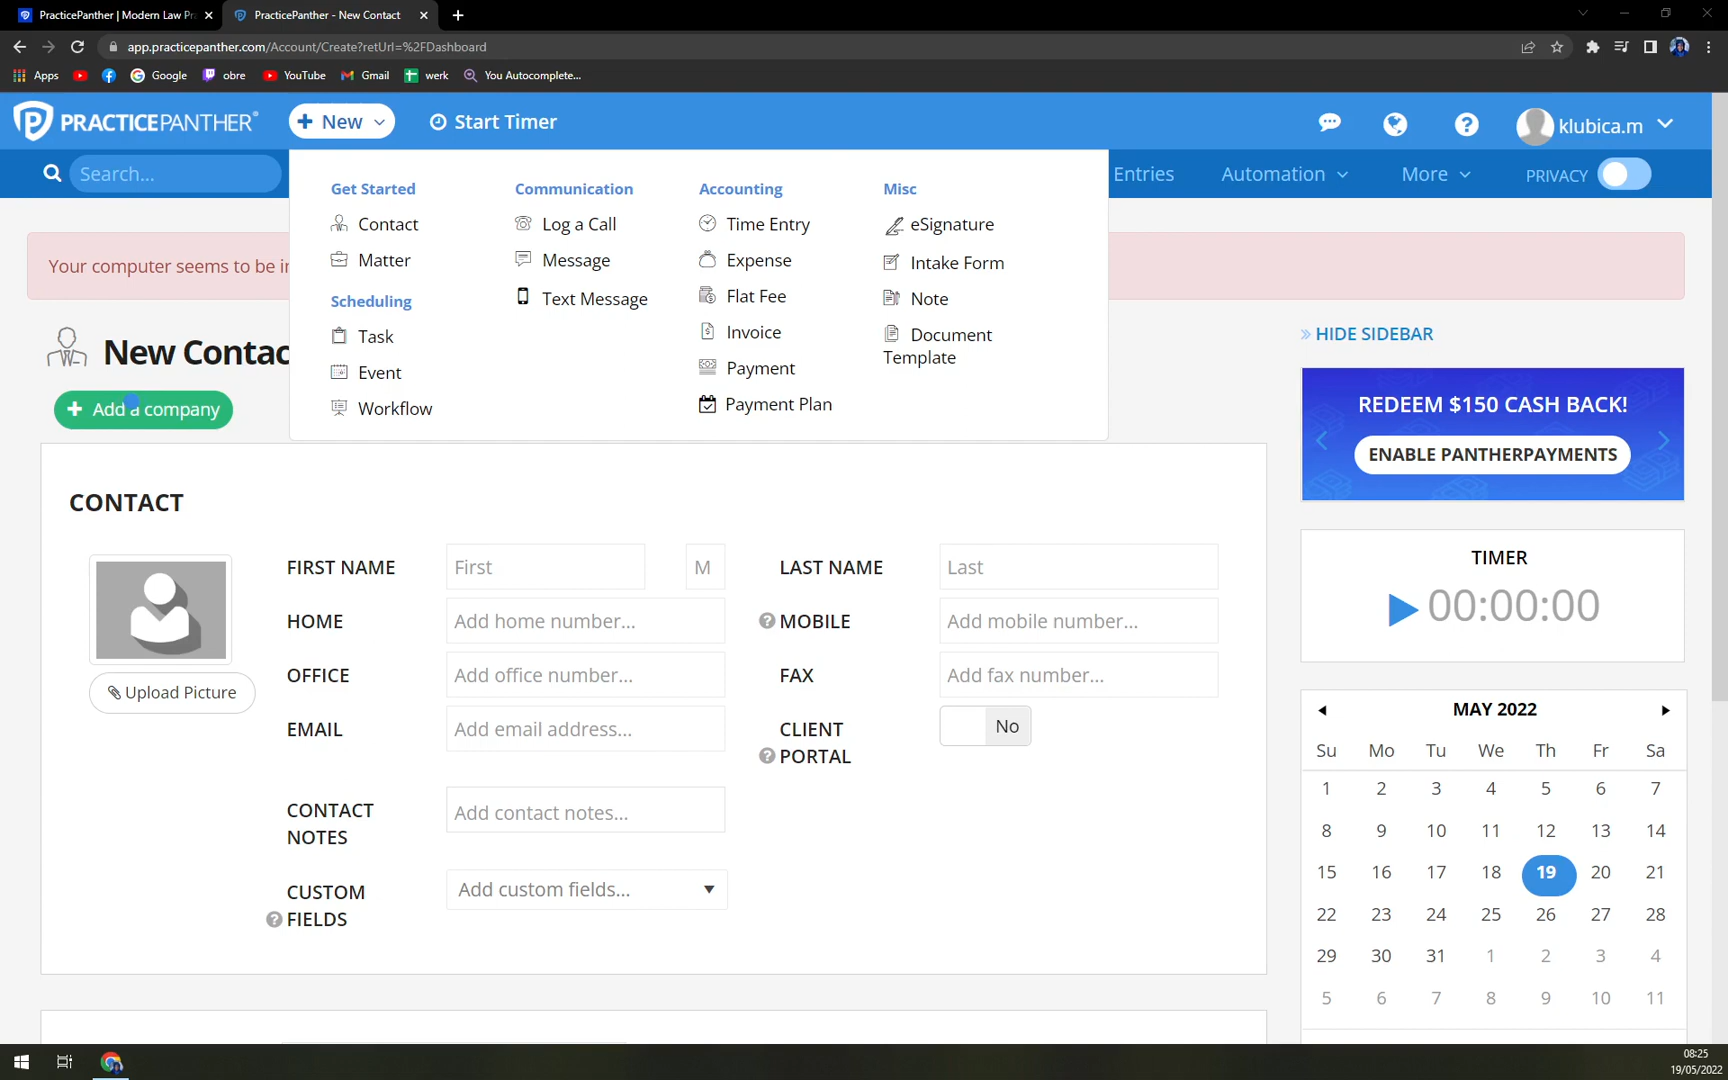 PracticePanther | Modern Law Pr
PracticePanther - New Contact
app.practicepanther.com/Account/Create?retUrl=%2FDashboard
Apps
Google
obre
YouTube
Gmail
werk
You Autocomplete...
PRACTICEPANTHER®
+ New
Start Timer
klubica.m
Search...
Entries
Automation
More
PRIVACY
Get Started
Contact
Matter
Scheduling
Task
Event
Workflow
Communication
Log a Call
Message
Text Message
Accounting
Time Entry
Expense
Flat Fee
Invoice
Payment
Payment Plan
Misc
eSignature
Intake Form
Note
Document
Template
Your computer seems to be
New Contac
+ Add a company
» HIDE SIDEBAR
REDEEM $150 CASH BACK!
ENABLE PANTHERPAYMENTS
CONTACT
Upload Picture
FIRST NAME First M LAST NAME Last
HOME Add home number... MOBILE Add mobile number...
OFFICE Add office number... FAX Add fax number...
EMAIL Add email address... CLIENT
PORTAL No
CONTACT
NOTES Add contact notes...
CUSTOM
FIELDS Add custom fields...
TIMER
00:00:00
MAY 2022
Su Mo Tu We Th Fr Sa
1 2 3 4 5 6 7
8 9 10 11 12 13 14
15 16 17 18 19 20 21
22 23 24 25 26 27 28
29 30 31 1 2 3 4
5 6 7 8 9 10 11
08:25
19/05/2022